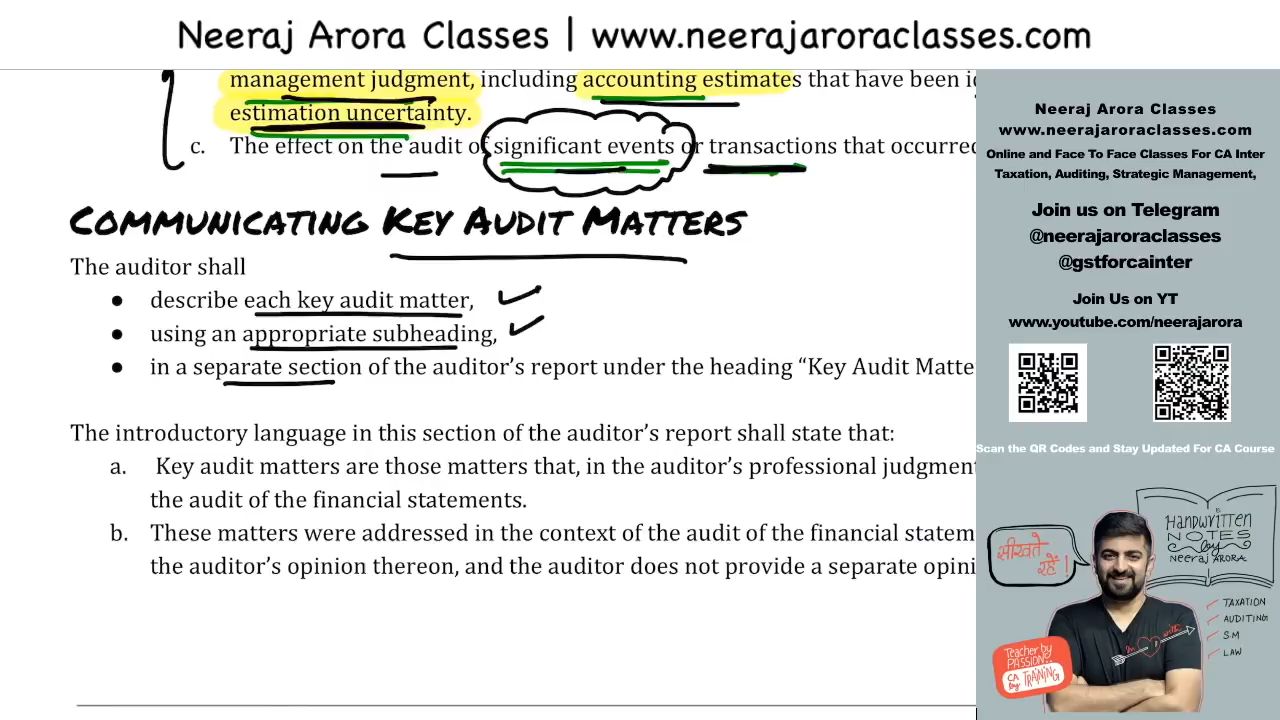 Neeraj Arora Classes | www.neerajaroraclasses.com
management judgment, including accounting estimates that have been
estimation uncertainty.
c. The effect on the audit of significant events or transactions that occurred
COMMUNICATING KEY AUDIT MATTERS
The auditor shall
● describe each key audit matter,
● using an appropriate subheading,
● in a separate section of the auditor’s report under the heading “Key Audit Matte
The introductory language in this section of the auditor’s report shall state that:
a. Key audit matters are those matters that, in the auditor’s professional judgment
the audit of the financial statements.
b. These matters were addressed in the context of the audit of the financial statem
the auditor’s opinion thereon, and the auditor does not provide a separate opini
Neeraj Arora Classes
www.neerajaroraclasses.com
Online and Face To Face Classes For CA Inter
Taxation, Auditing, Strategic Management,
Join us on Telegram
@neerajaroraclasses
@gstforcainter
Join Us on YT
www.youtube.com/neerajarora
Scan the QR Codes and Stay Updated For CA Course
सीखते
रहें!
HANDWRITTEN
NOTES
by
NEERAJ ARORA
TAXATION
AUDITING
SM
LAW
Teacher by
PASSION
CA
by
TRAINING